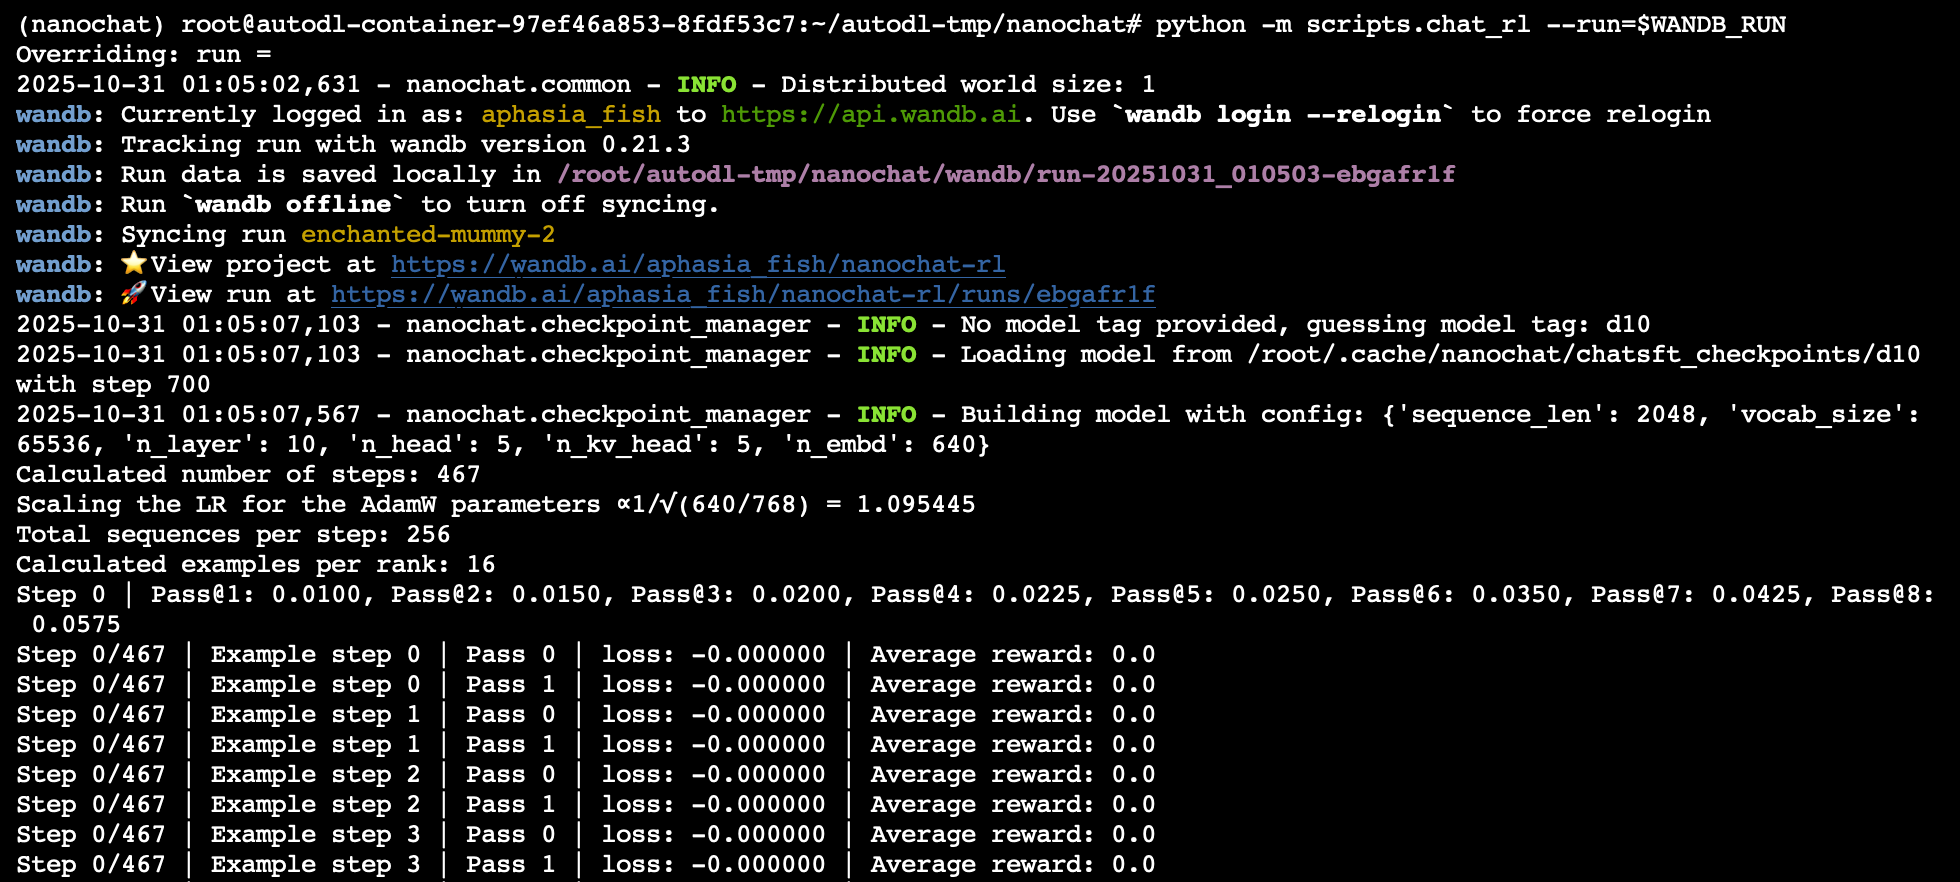 (nanochat) root@autodl-container-97ef46a853-8fdf53c7:~/autodl-tmp/nanochat# python -m scripts.chat_rl --run=$WANDB_RUN
Overriding: run =
2025-10-31 01:05:02,631 - nanochat.common - INFO - Distributed world size: 1
wandb: Currently logged in as: aphasia_fish to https://api.wandb.ai. Use `wandb login --relogin` to force relogin
wandb: Tracking run with wandb version 0.21.3
wandb: Run data is saved locally in /root/autodl-tmp/nanochat/wandb/run-20251031_010503-ebgafr1f
wandb: Run `wandb offline` to turn off syncing.
wandb: Syncing run enchanted-mummy-2
wandb: ⭐View project at https://wandb.ai/aphasia_fish/nanochat-rl
wandb: 🚀View run at https://wandb.ai/aphasia_fish/nanochat-rl/runs/ebgafr1f
2025-10-31 01:05:07,103 - nanochat.checkpoint_manager - INFO - No model tag provided, guessing model tag: d10
2025-10-31 01:05:07,103 - nanochat.checkpoint_manager - INFO - Loading model from /root/.cache/nanochat/chatsft_checkpoints/d10
with step 700
2025-10-31 01:05:07,567 - nanochat.checkpoint_manager - INFO - Building model with config: {'sequence_len': 2048, 'vocab_size':
65536, 'n_layer': 10, 'n_head': 5, 'n_kv_head': 5, 'n_embd': 640}
Calculated number of steps: 467
Scaling the LR for the AdamW parameters ∝1/√(640/768) = 1.095445
Total sequences per step: 256
Calculated examples per rank: 16
Step 0 | Pass@1: 0.0100, Pass@2: 0.0150, Pass@3: 0.0200, Pass@4: 0.0225, Pass@5: 0.0250, Pass@6: 0.0350, Pass@7: 0.0425, Pass@8:
0.0575
Step 0/467 | Example step 0 | Pass 0 | loss: -0.000000 | Average reward: 0.0
Step 0/467 | Example step 0 | Pass 1 | loss: -0.000000 | Average reward: 0.0
Step 0/467 | Example step 1 | Pass 0 | loss: -0.000000 | Average reward: 0.0
Step 0/467 | Example step 1 | Pass 1 | loss: -0.000000 | Average reward: 0.0
Step 0/467 | Example step 2 | Pass 0 | loss: -0.000000 | Average reward: 0.0
Step 0/467 | Example step 2 | Pass 1 | loss: -0.000000 | Average reward: 0.0
Step 0/467 | Example step 3 | Pass 0 | loss: -0.000000 | Average reward: 0.0
Step 0/467 | Example step 3 | Pass 1 | loss: -0.000000 | Average reward: 0.0